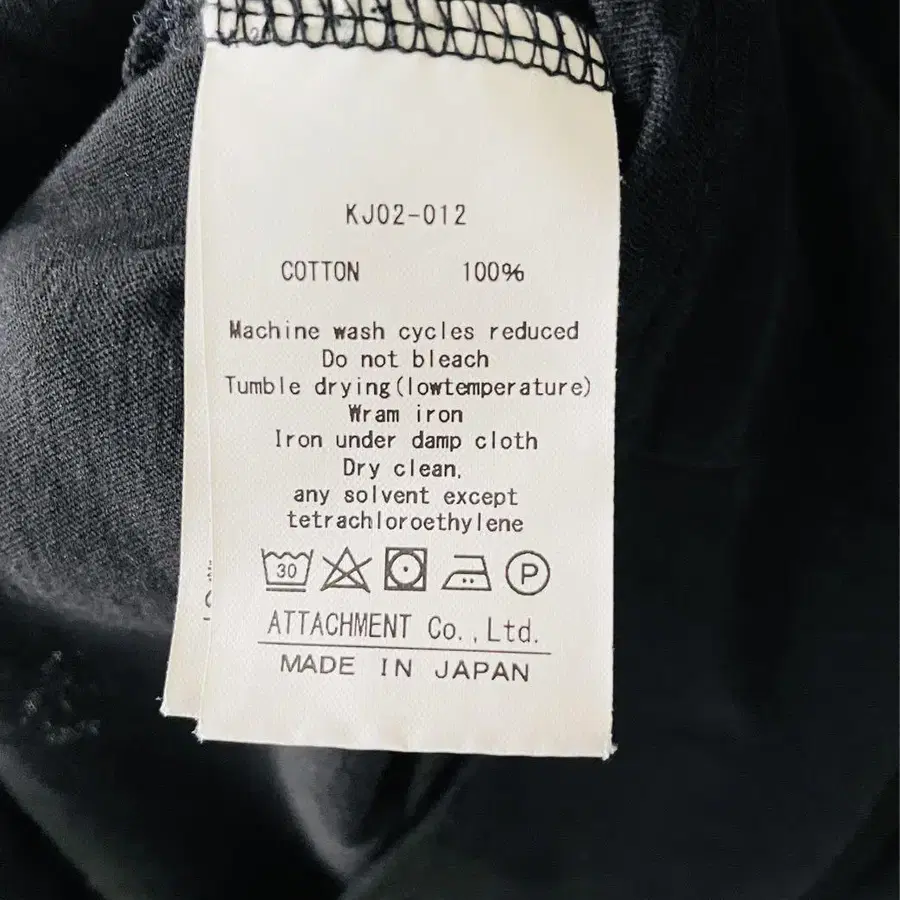 KJ02-012
COTTON 100%
Machine wash cycles reduced
Do not bleach
Tumble drying(lowtemperature)
Wram iron
Iron under damp cloth
Dry clean,
any solvent except
tetrachloroethylene
30 P
ATTACHMENT Co.,Ltd.
MADE IN JAPAN